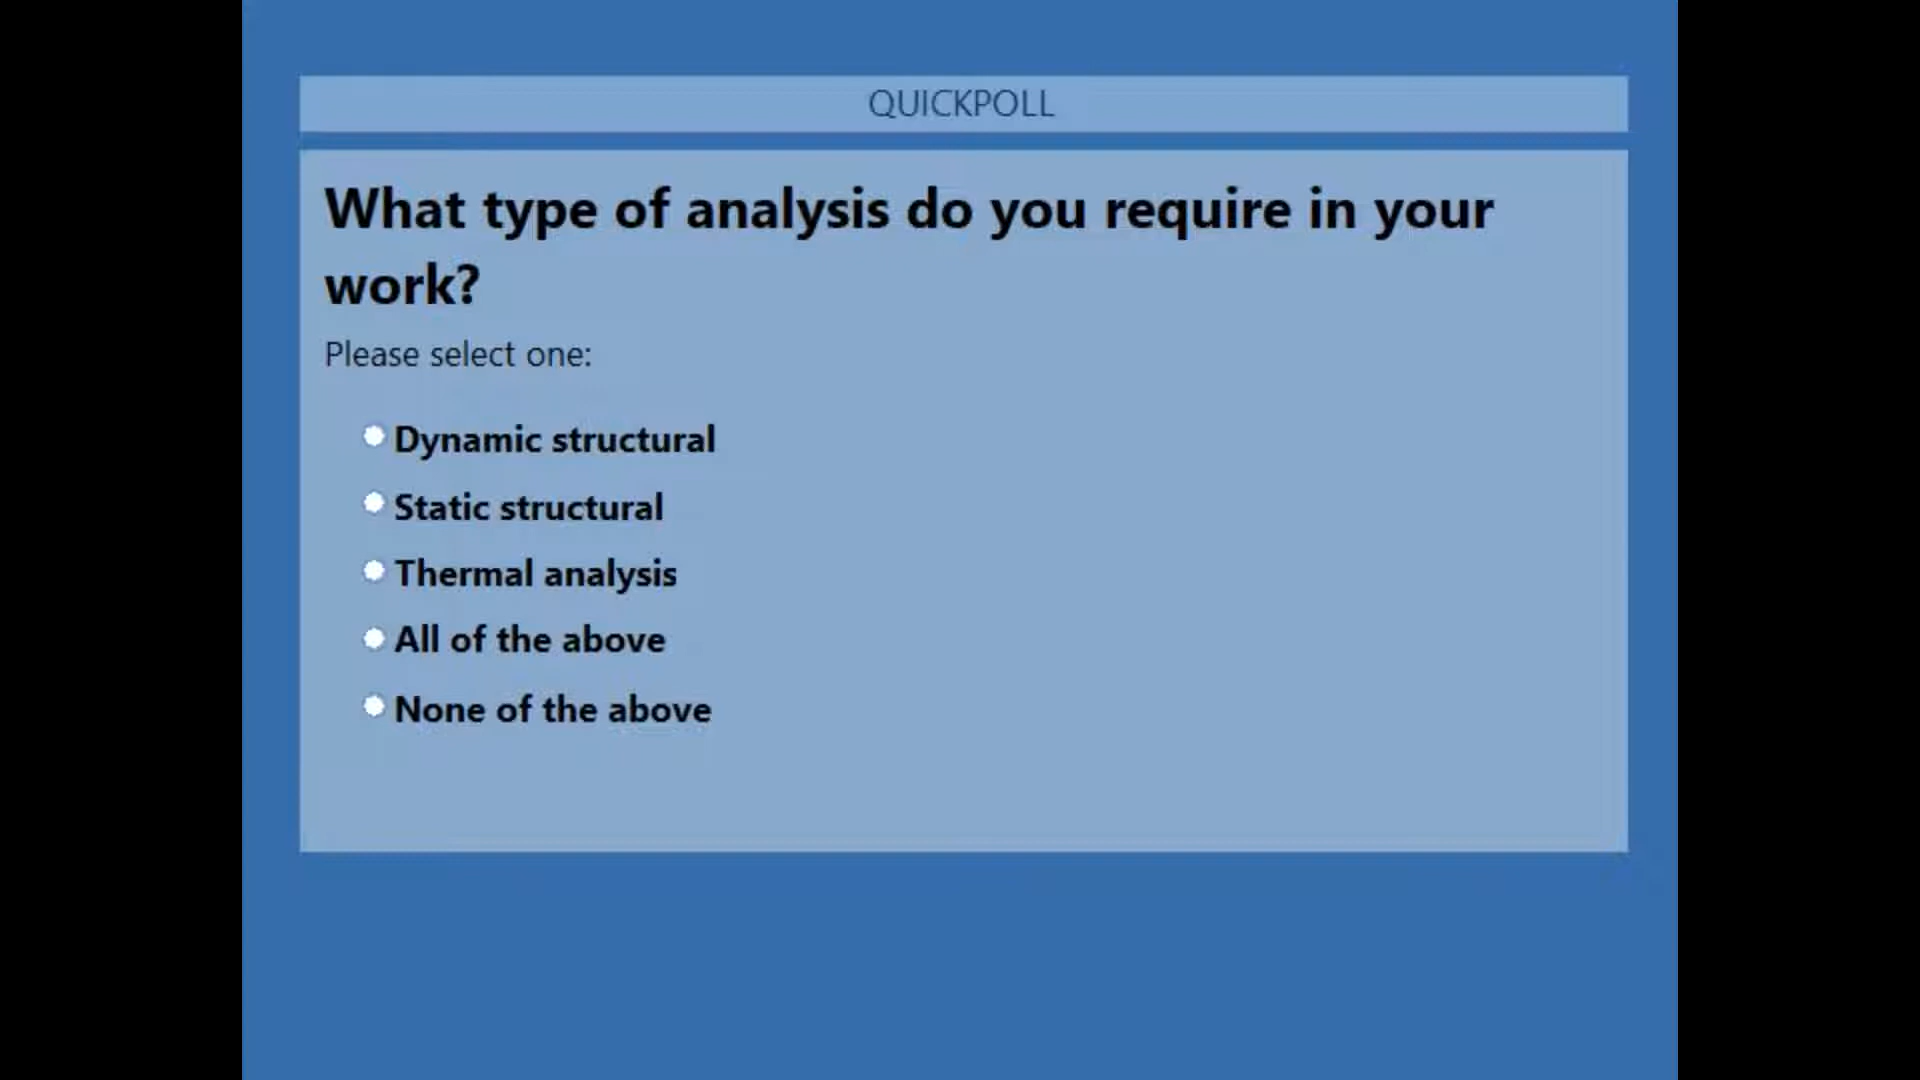 QUICKPOLL
What type of analysis do you require in your
work?
Please select one:
Dynamic structural
Static structural
Thermal analysis
All of the above
None of the above